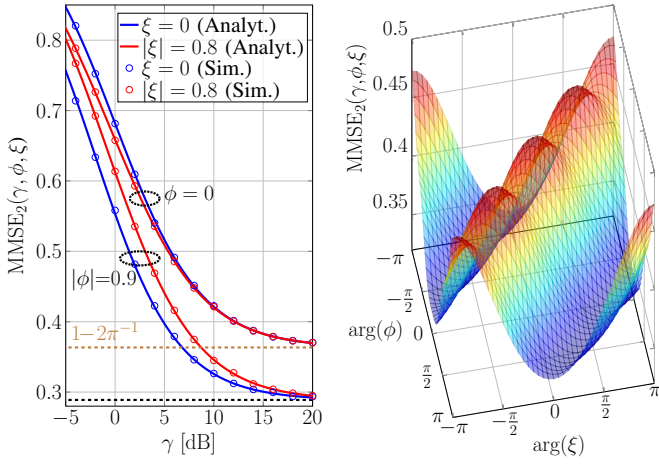 ξ = 0 (Analyt.)
|ξ| = 0.8 (Analyt.)
ξ = 0 (Sim.)
|ξ| = 0.8 (Sim.)
MMSE₂(γ, ϕ, ξ)
0.8
0.7
0.6
0.5
0.4
0.3
ϕ = 0
|ϕ|=0.9
1−2π⁻¹
−5 0 5 10 15 20
γ [dB]
MMSE₂(γ,ϕ,ξ)
0.5
0.45
0.4
0.35
−π
−π/2
0
π/2
π
arg(ϕ)
−π
−π/2
0
π/2
π
arg(ξ)